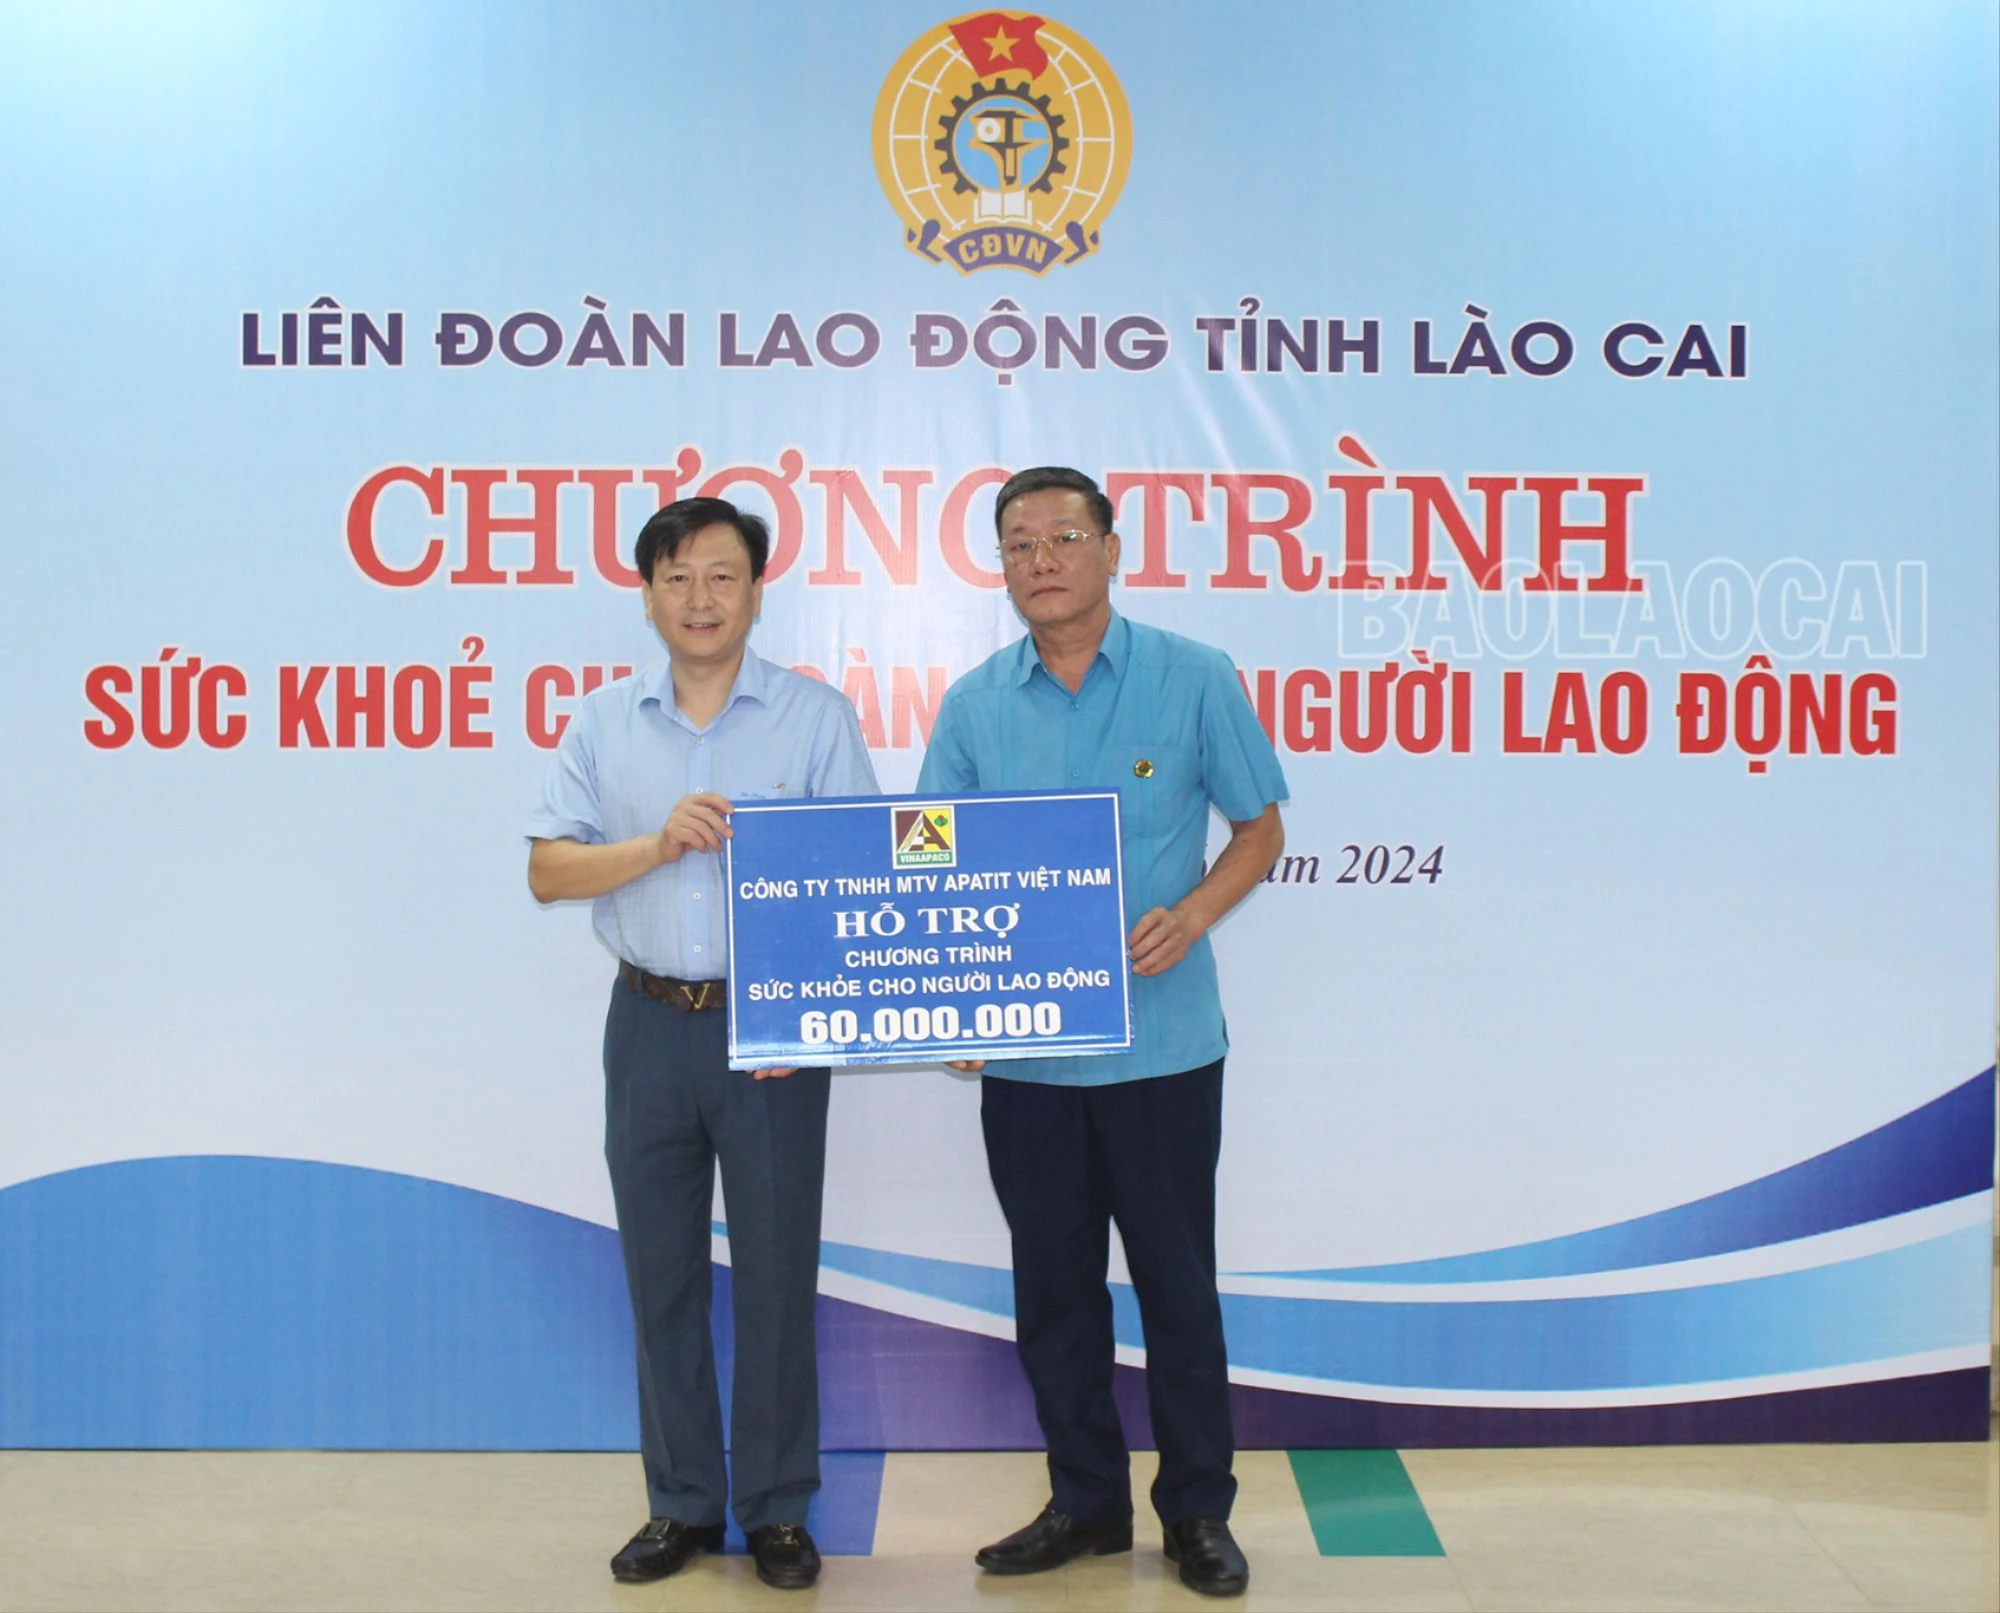 CĐVN
LIÊN ĐOÀN LAO ĐỘNG TỈNH LÀO CAI
CHƯƠNG TRÌNH
BAOLAOCAI
SỨC KHOẺ NGƯỜI LAO ĐỘNG
2024
VINAAPACO
CÔNG TY TNHH MTV APATIT VIỆT NAM
HỖ TRỢ
CHƯƠNG TRÌNH
SỨC KHỎE CHO NGƯỜI LAO ĐỘNG
60.000.000